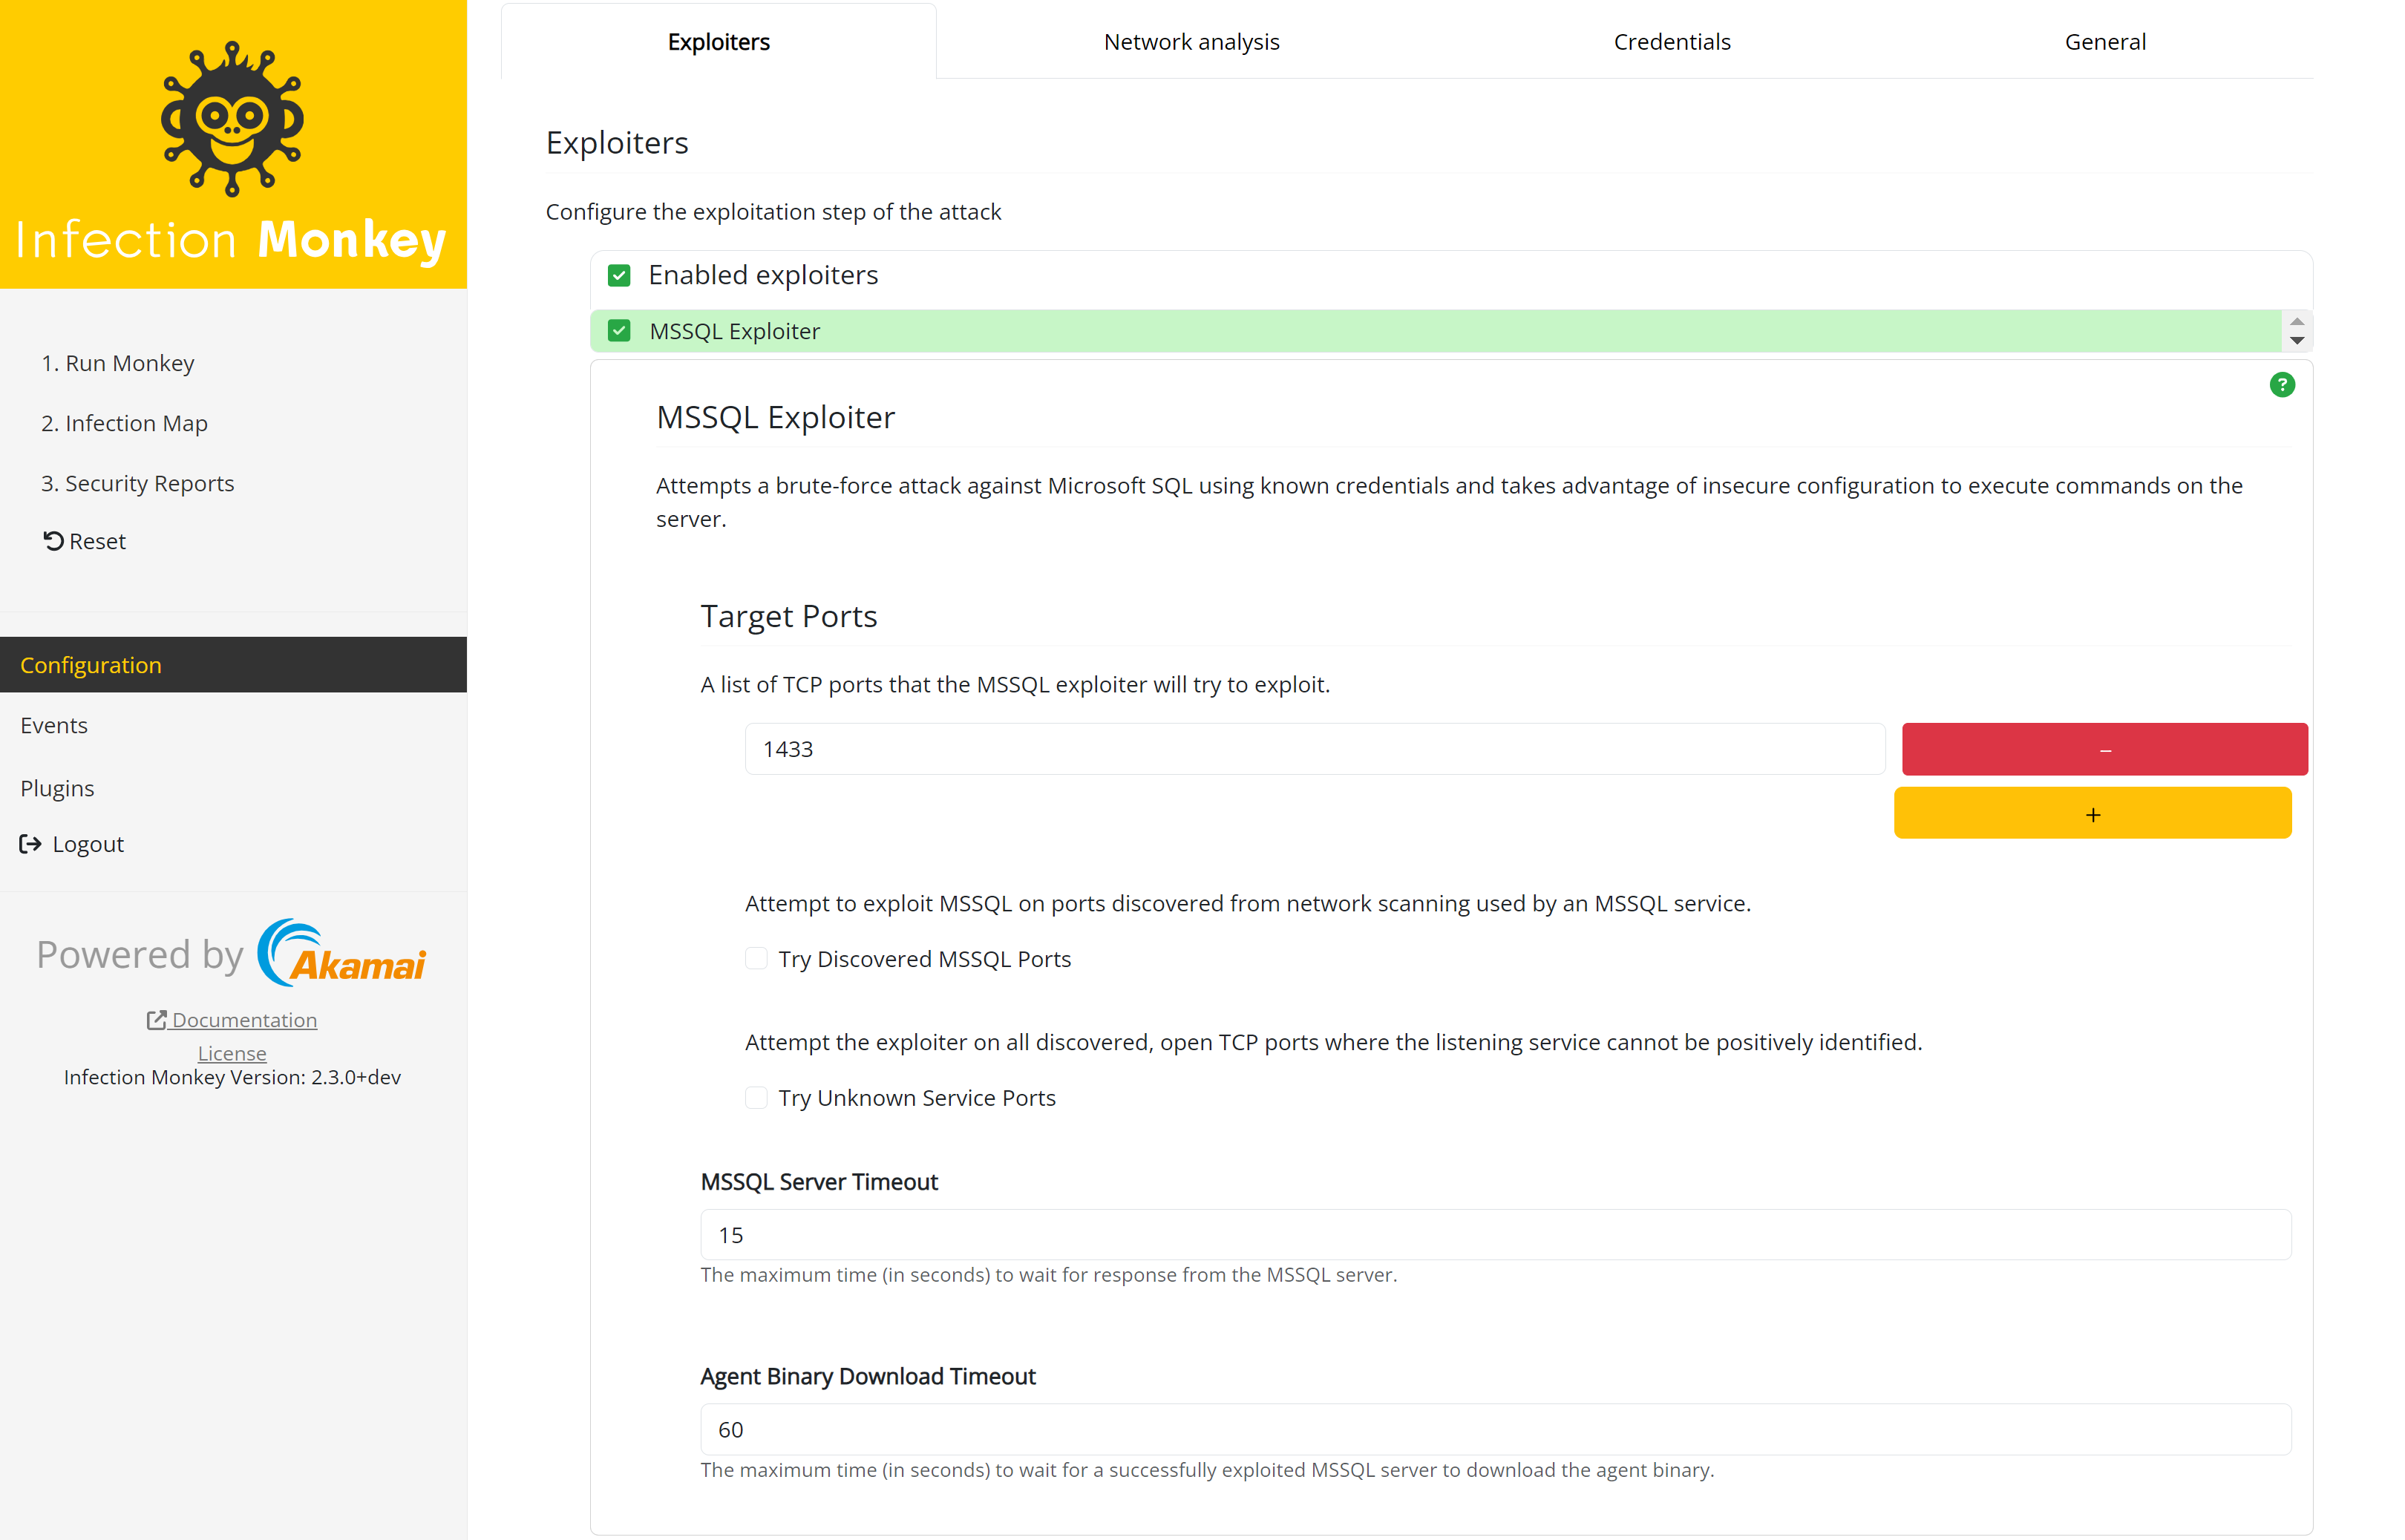 Infection Monkey
1. Run Monkey
2. Infection Map
3. Security Reports
Reset
Configuration
Events
Plugins
Logout
Powered by Akamai
Documentation
License
Infection Monkey Version: 2.3.0+dev
Exploiters
Network analysis
Credentials
General
Exploiters
Configure the exploitation step of the attack
Enabled exploiters
MSSQL Exploiter
?
MSSQL Exploiter
Attempts a brute-force attack against Microsoft SQL using known credentials and takes advantage of insecure configuration to execute commands on the
server.
Target Ports
A list of TCP ports that the MSSQL exploiter will try to exploit.
1433
–
+
Attempt to exploit MSSQL on ports discovered from network scanning used by an MSSQL service.
Try Discovered MSSQL Ports
Attempt the exploiter on all discovered, open TCP ports where the listening service cannot be positively identified.
Try Unknown Service Ports
MSSQL Server Timeout
15
The maximum time (in seconds) to wait for response from the MSSQL server.
Agent Binary Download Timeout
60
The maximum time (in seconds) to wait for a successfully exploited MSSQL server to download the agent binary.